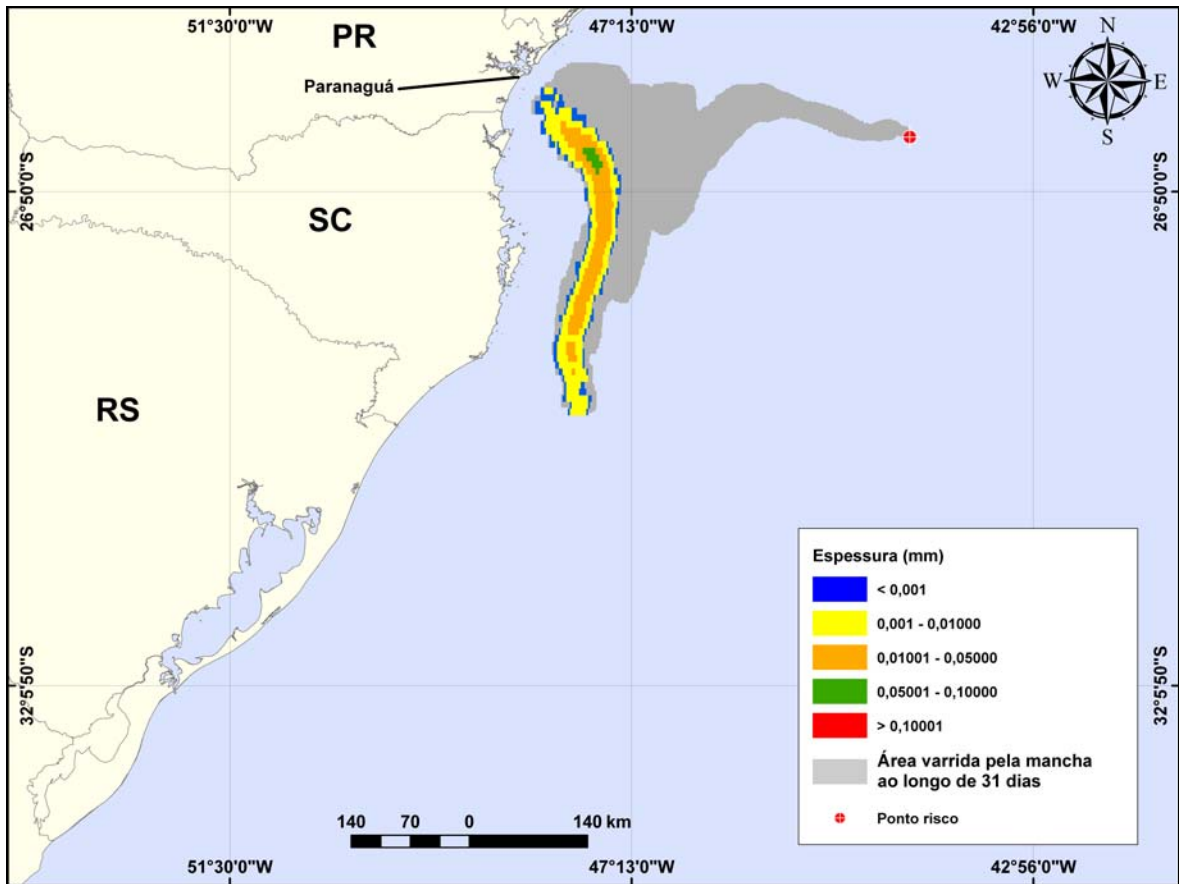 51°30'0"W 47°13'0"W 42°56'0"W
PR
N
W E
S
Paranaguá
26°50'0"S 26°50'0"S
SC
RS
Espessura (mm)
< 0,001
0,001 - 0,01000
0,01001 - 0,05000
0,05001 - 0,10000
> 0,10001
Área varrida pela mancha
ao longo de 31 dias
Ponto risco
32°5'50"S 32°5'50"S
140 70 0 140 km
51°30'0"W 47°13'0"W 42°56'0"W